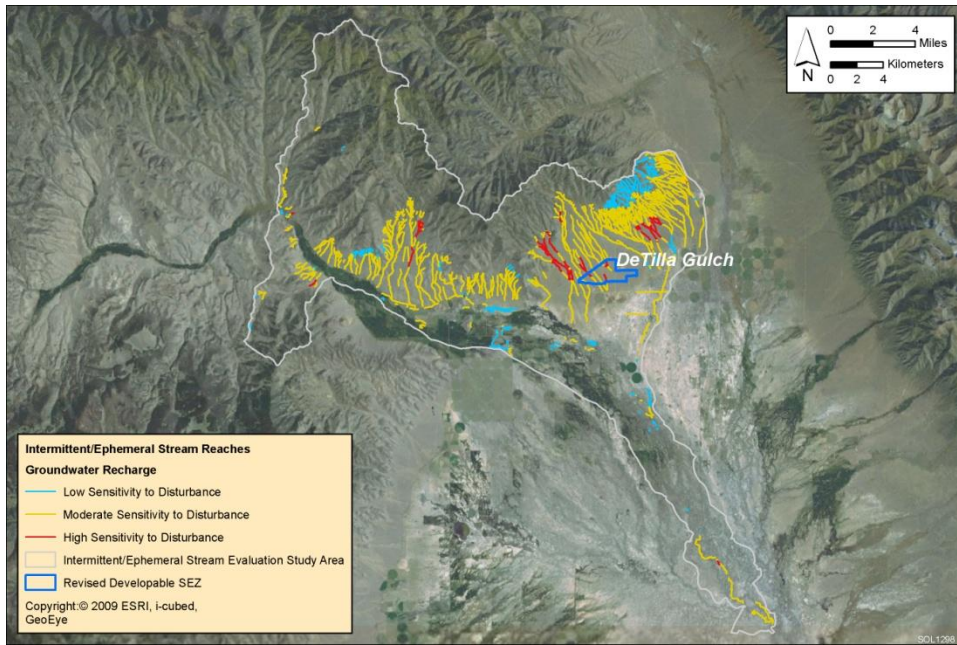 0 2 4
Miles
Kilometers
0 2 4
N
DeTilla Gulch
Intermittent/Ephemeral Stream Reaches
Groundwater Recharge
Low Sensitivity to Disturbance
Moderate Sensitivity to Disturbance
High Sensitivity to Disturbance
Intermittent/Ephemeral Stream Evaluation Study Area
Revised Developable SEZ
Copyright:© 2009 ESRI, i-cubed,
GeoEye
SOL1298